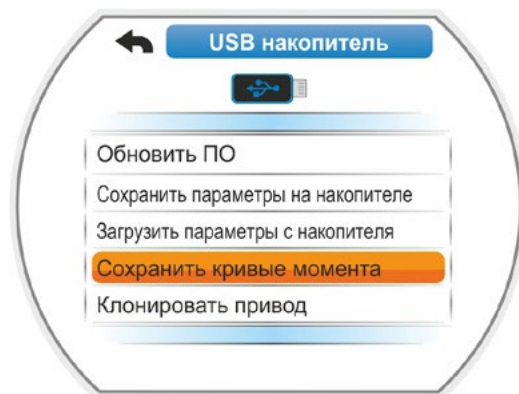 USB накопитель
Обновить ПО
Сохранить параметры на накопителе
Загрузить параметры с накопителя
Сохранить кривые момента
Клонировать привод